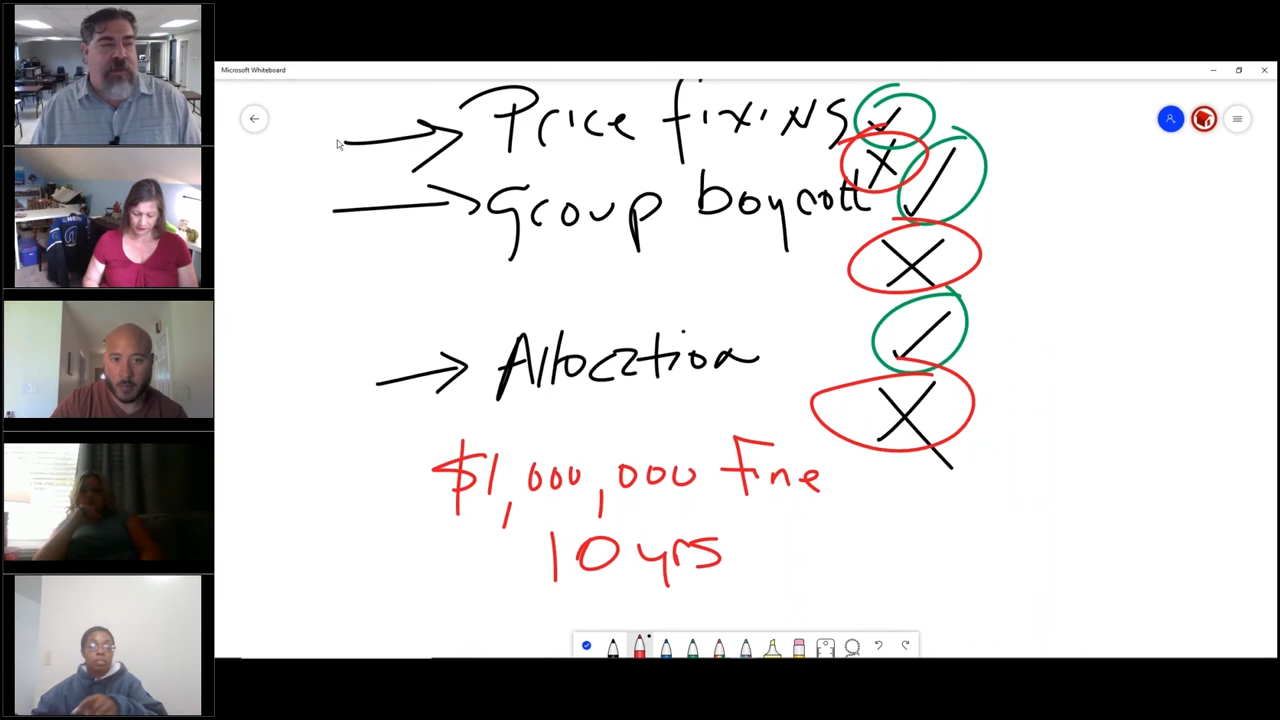 Microsoft Whiteboard
Price fixing
Group boycott
Allocation
$1,000,000 Fine
10 yrs